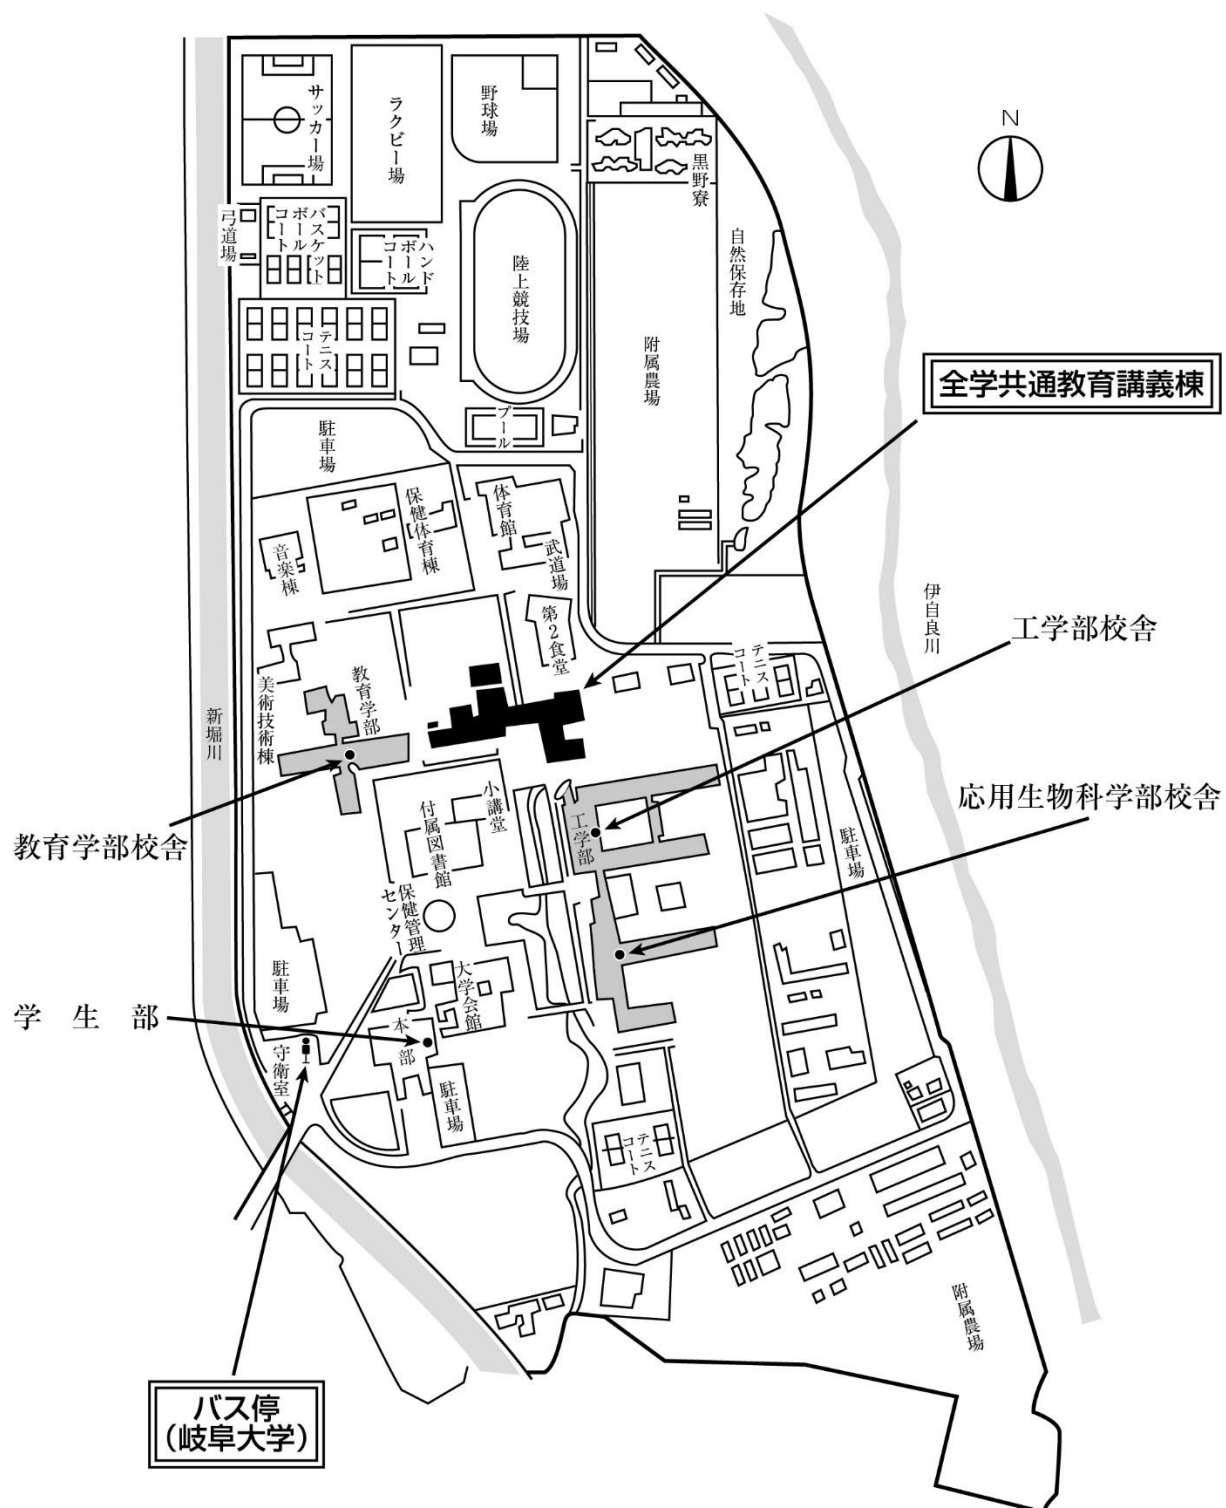 N
サッカー場
ラクビー場
野球場
黒野寮
弓道場
バスケット
ボール
コート
ハンド
ボール
コート
陸上競技場
自然保存地
附属農場
テニス
コート
全学共通教育講義棟
プール
駐車場
保健体育棟
体育館
武道場
音楽棟
第2食堂
伊自良川
工学部校舎
テニス
コート
教育学部
美術技術棟
新堀川
応用生物科学部校舎
小講堂
付属図書館
工学部
駐車場
教育学部校舎
保健管理
センター
駐車場
大学会館
学生部
本部
守衛室
駐車場
テニス
コート
附属農場
バス停
(岐阜大学)